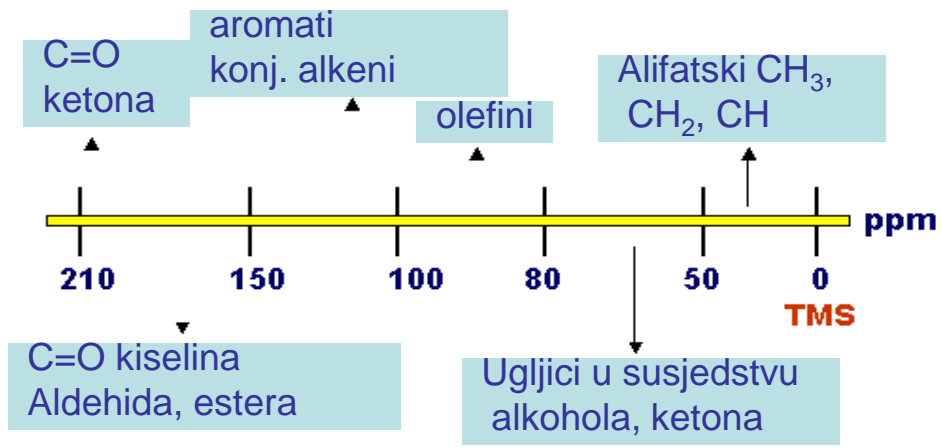 C=O
ketona
aromati
konj. alkeni
olefini
Alifatski CH₃,
CH₂, CH
ppm
210 150 100 80 50 0
TMS
C=O kiselina
Aldehida, estera
Ugljici u susjedstvu
alkohola, ketona